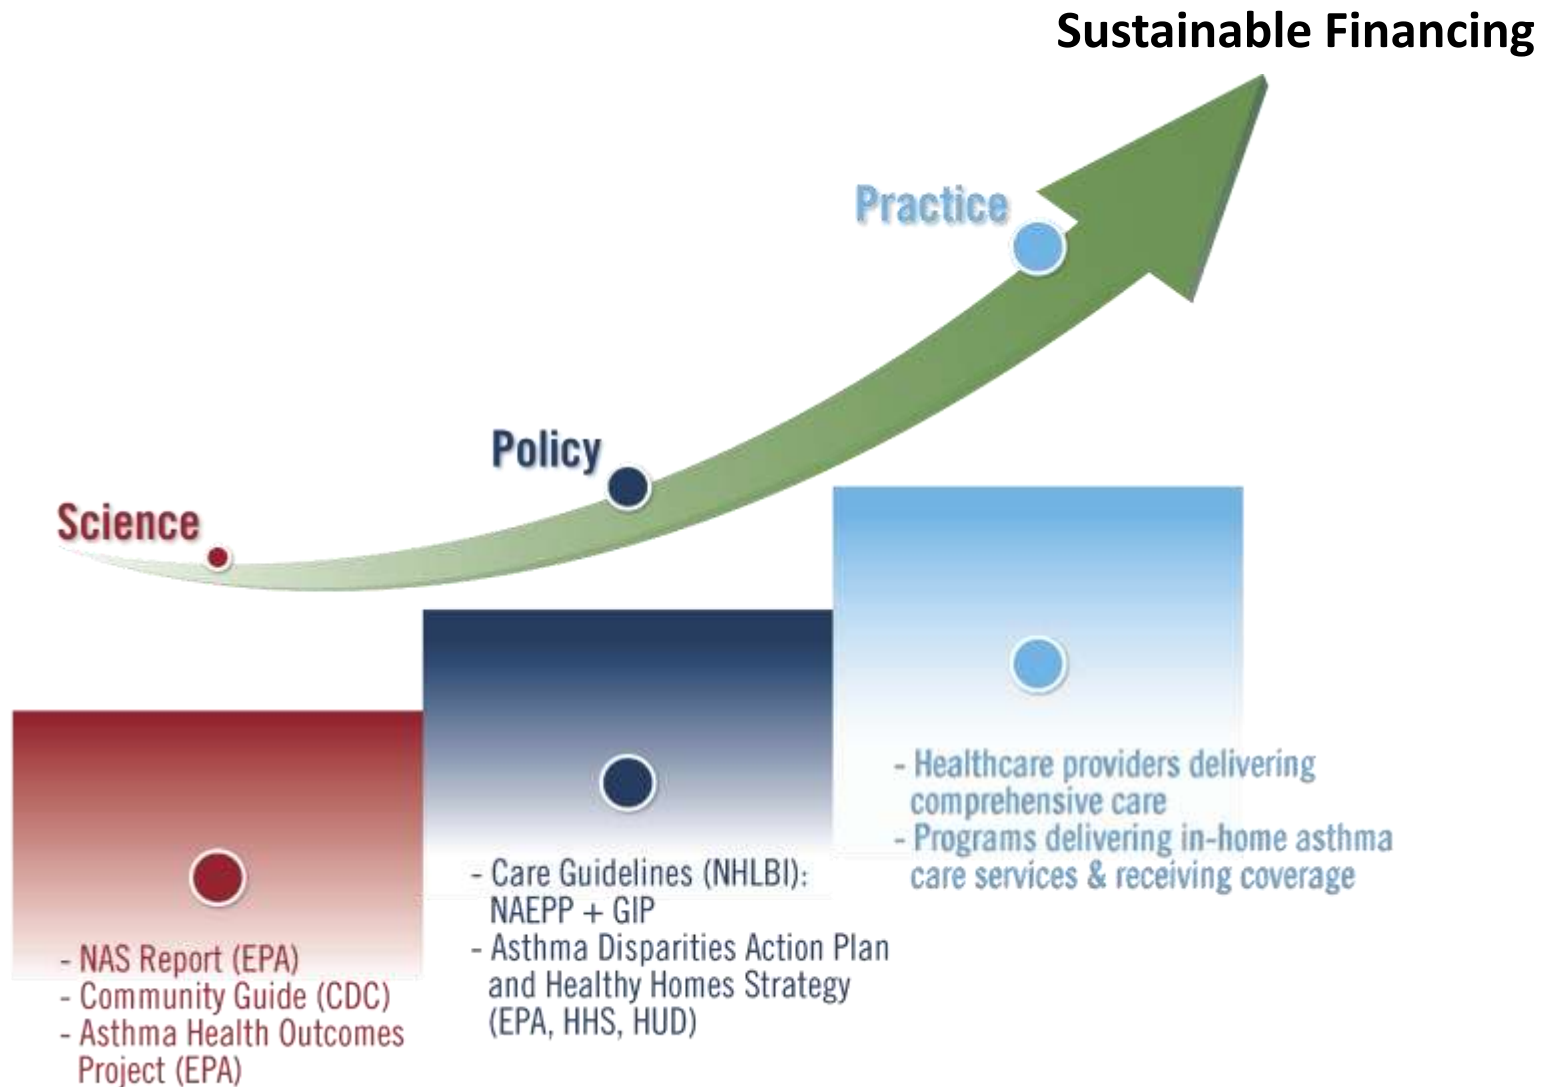 Sustainable Financing
Practice
Policy
Science
- Healthcare providers delivering
comprehensive care
- Programs delivering in-home asthma
care services & receiving coverage
- Care Guidelines (NHLBI):
NAEPP + GIP
- Asthma Disparities Action Plan
and Healthy Homes Strategy
(EPA, HHS, HUD)
- NAS Report (EPA)
- Community Guide (CDC)
- Asthma Health Outcomes
Project (EPA)